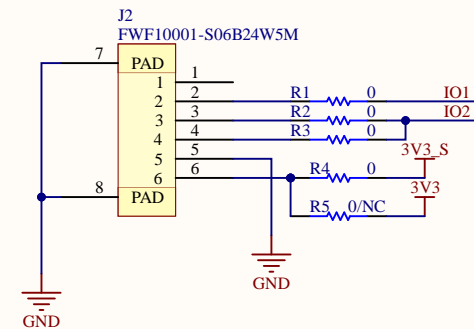 J2
FWF10001-S06B24W5M
7 PAD
1 1
2 2 R1 0 IO1
3 3 R2 0 IO2
4 4 R3 0
5 5 3V3_S
6 6 R4 0
8 PAD 3V3
R5 0/NC
GND
GND